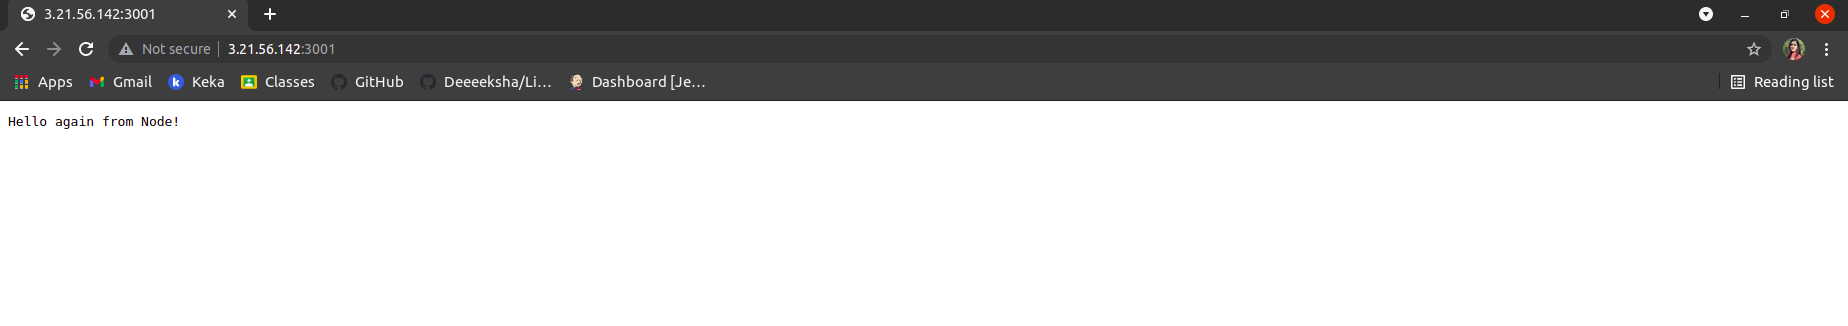 3.21.56.142:3001
Not secure 3.21.56.142:3001
Apps Gmail Keka Classes GitHub Deeeeksha/Li... Dashboard [Je... Reading list
Hello again from Node!